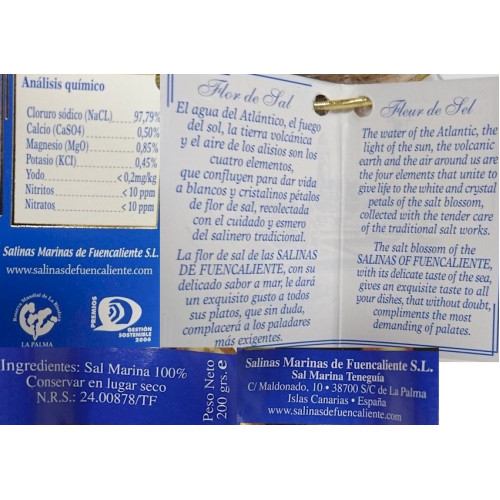 Análisis químico
Cloruro sódico (NaCL) 97,79%
Calcio (CaSO4) 0,50%
Magnesio (MgO) 0,85%
Potasio (KCI) 0,45%
Yodo < 0,2mg/kg
Nitritos < 10 ppm
Nitratos < 10 ppm
Salinas Marinas de Fuencaliente S.L.
www.salinasdefuencaliente.com
LA PALMA
PREMIOS
GESTIÓN
SOSTENIBLE
2006
Flor de Sal
El agua del Atlántico, el fuego
del sol, la tierra volcánica
y el aire de los alisios son los
cuatro elementos,
que confluyen para dar vida
a blancos y cristalinos pétalos
de flor de sal, recolectada
con el cuidado y esmero
del salinero tradicional.
La flor de sal de las SALINAS
DE FUENCALIENTE, con su
delicado sabor a mar, le dará
un exquisito gusto a todos
sus platos, que sin duda,
complacerá a los paladares
más exigentes.
Fleur de Sel
The water of the Atlantic, the
light of the sun, the volcanic
earth and the air around us are
the four elements that unite to
give life to the white and crystal
petals of the salt blossom,
collected with the tender care
of the traditional salt works.
The salt blossom of the
SALINAS OF FUENCALIENTE,
with its delicate taste of the sea
gives an exquisite taste to all
your dishes, that without doubt,
compliments the most
demanding of palates.
Ingredientes: Sal Marina 100%
Conservar en lugar seco
N.R.S.: 24.00878/TF
Peso Neto
200 grs. e
Salinas Marinas de Fuencaliente S.L.
Sal Marina Teneguía
C/ Maldonado, 10 • 38700 S/C de La Palma
Islas Canarias • España
www.salinasdefuencaliente.com